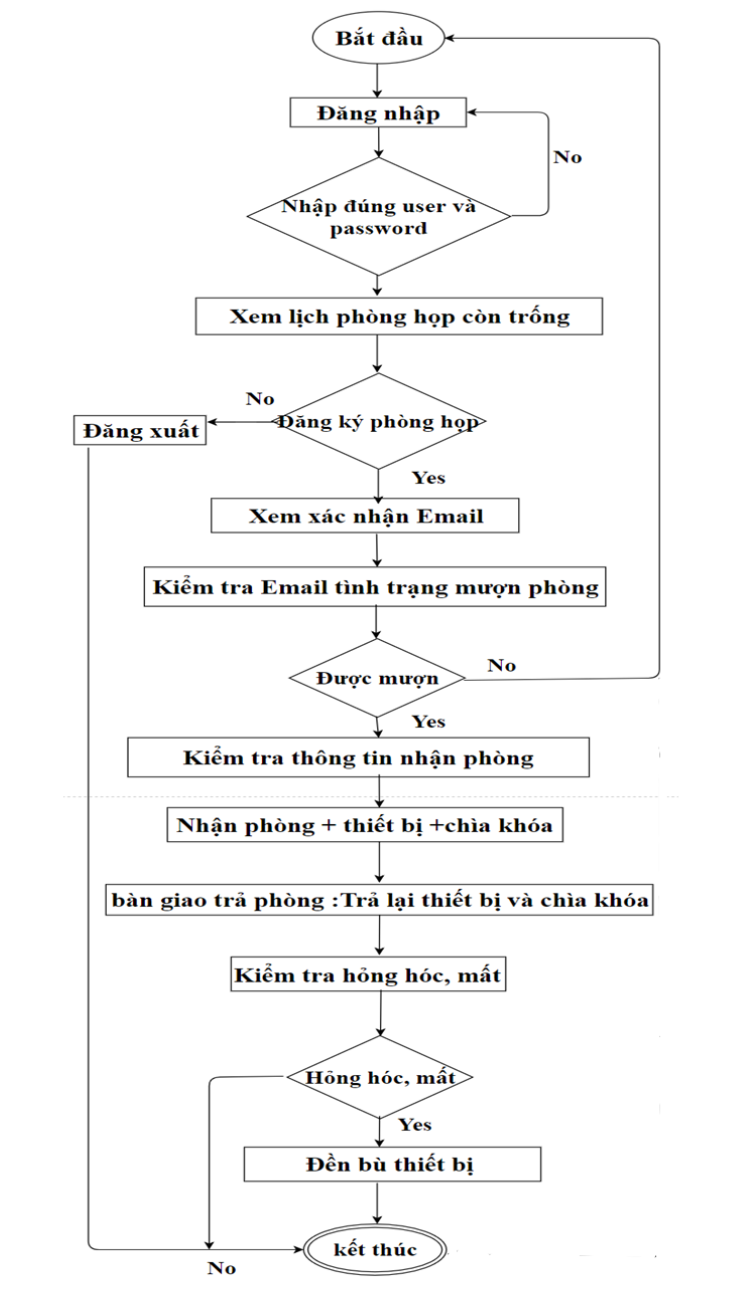 Bắt đầu
Đăng nhập
No
Nhập đúng user và
password
Xem lịch phòng họp còn trống
No
Đăng ký phòng họp
Đăng xuất
Yes
Xem xác nhận Email
Kiểm tra Email tình trạng mượn phòng
No
Được mượn
Yes
Kiểm tra thông tin nhận phòng
Nhận phòng + thiết bị +chìa khóa
bàn giao trả phòng :Trả lại thiết bị và chìa khóa
Kiểm tra hỏng hóc, mất
Hỏng hóc, mất
Yes
Đền bù thiết bị
kết thúc
No